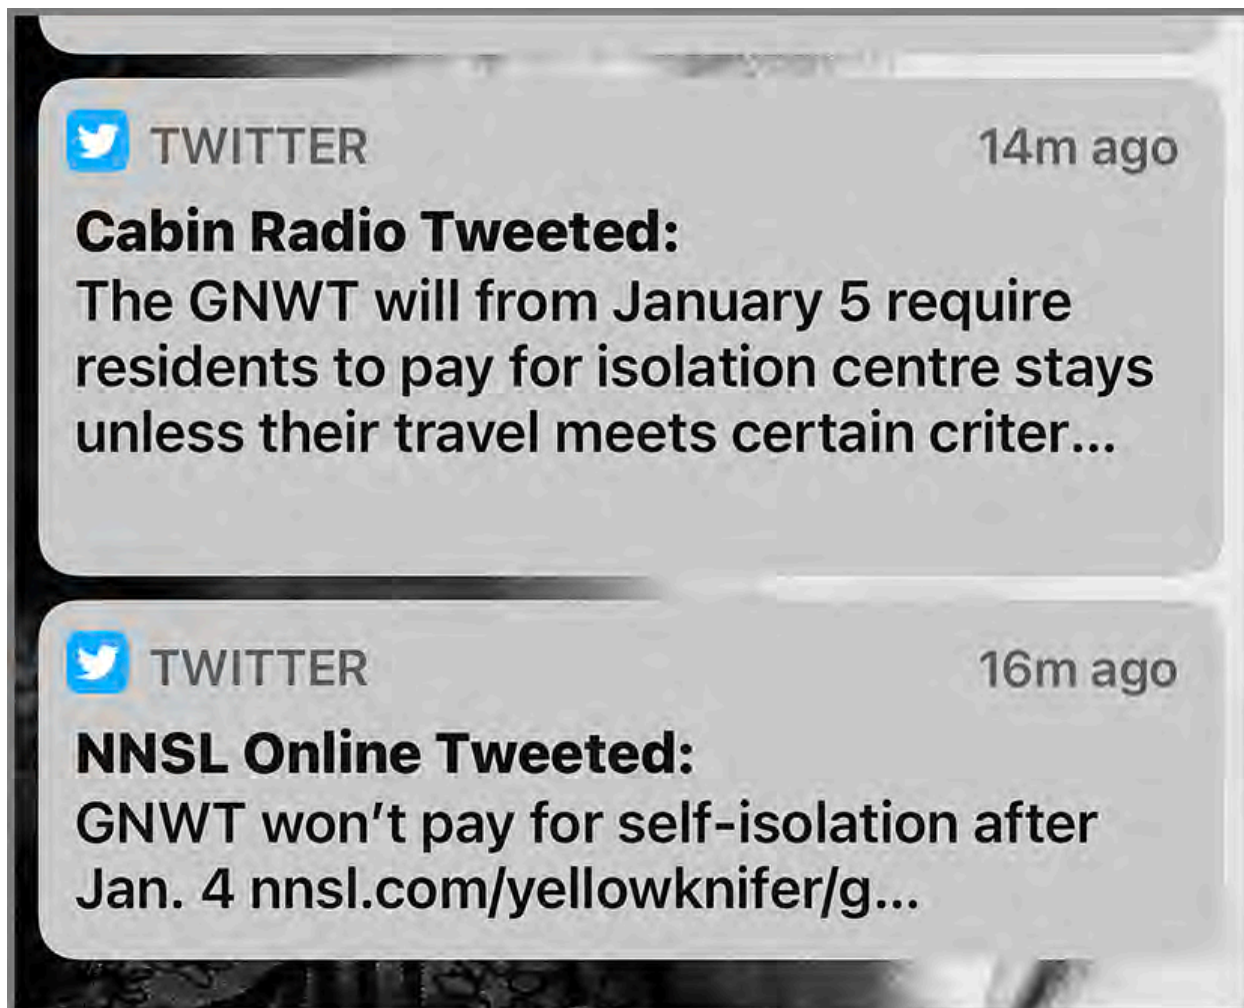 TWITTER 14m ago
Cabin Radio Tweeted:
The GNWT will from January 5 require
residents to pay for isolation centre stays
unless their travel meets certain criter...
TWITTER 16m ago
NNSL Online Tweeted:
GNWT won’t pay for self-isolation after
Jan. 4 nnsl.com/yellowknifer/g...